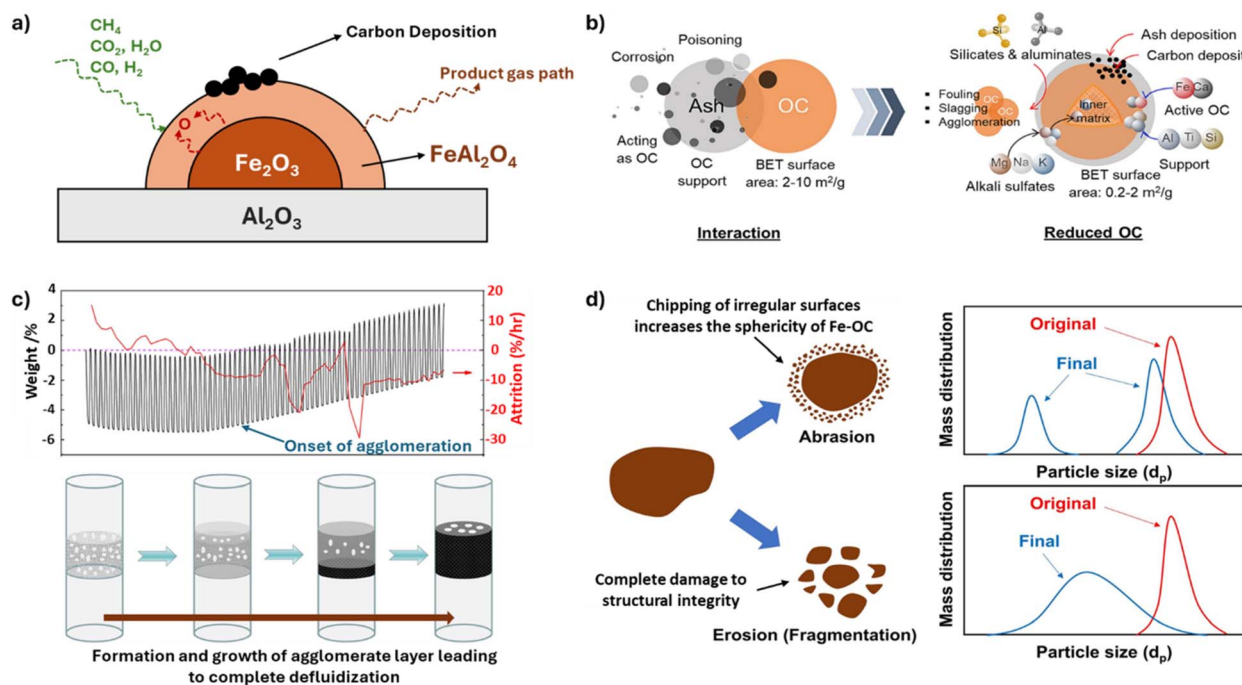 a)
CH₄
CO₂, H₂O
CO, H₂
Carbon Deposition
Product gas path
O
Fe₂O₃
FeAl₂O₄
Al₂O₃
b)
Poisoning
Corrosion
Ash
OC
Acting
as OC
OC
support
BET surface
area: 2-10 m²/g
Interaction
Si
Al
Silicates & aluminates
Ash deposition
Carbon deposit
Fouling
Slagging
Agglomeration
OC
OC
Inner
matrix
Fe Ca
Active OC
Al Ti Si
Support
Mg Na K
Alkali sulfates
BET surface
area: 0.2-2 m²/g
Reduced OC
c)
Weight /%
4
2
0
-2
-4
-6
20
15
10
0
-10
-20
-30
Attrition (%/hr)
Onset of agglomeration
Formation and growth of agglomerate layer leading
to complete defluidization
d)
Chipping of irregular surfaces
increases the sphericity of Fe-OC
Abrasion
Complete damage to
structural integrity
Erosion (Fragmentation)
Mass distribution
Original
Final
Particle size (dₚ)
Mass distribution
Original
Final
Particle size (dₚ)